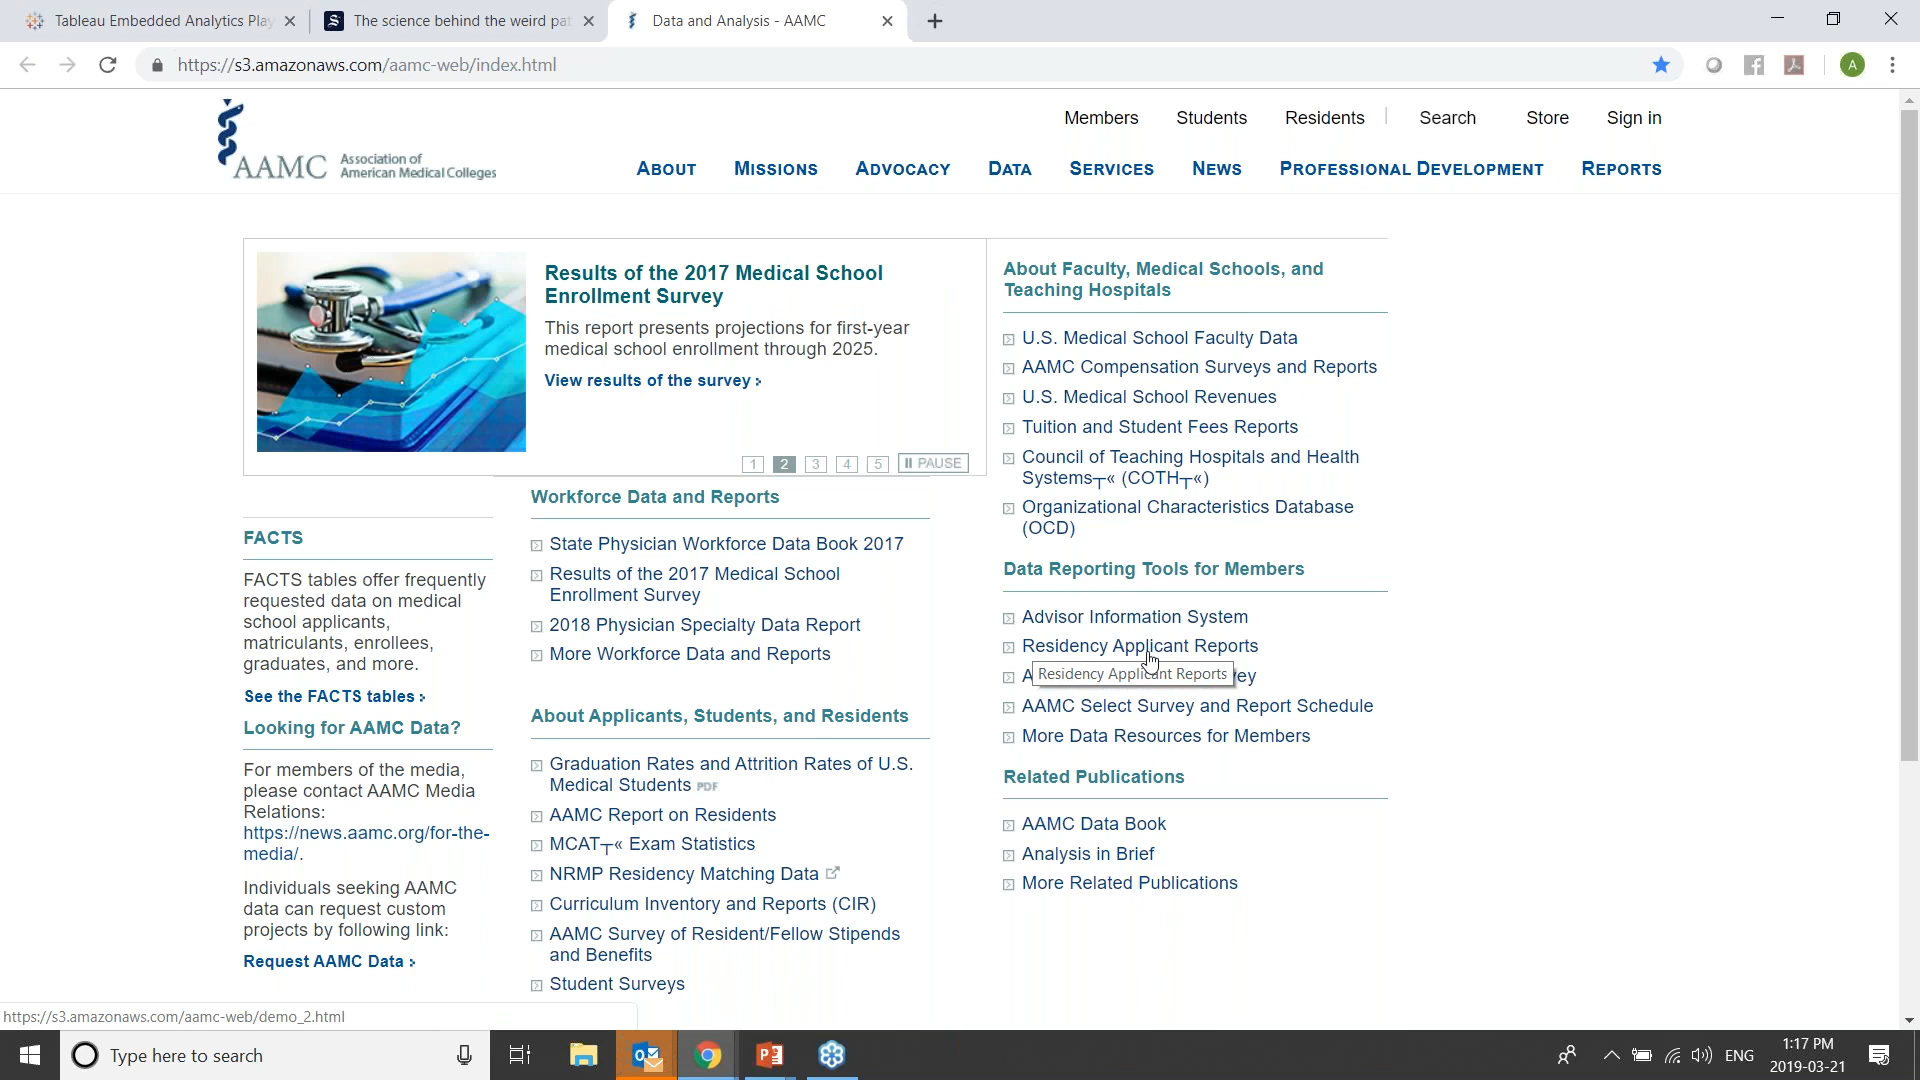 Tableau Embedded Analytics Pla
The science behind the weird pa
Data and Analysis - AAMC
https://s3.amazonaws.com/aamc-web/index.html
A
AAMC
Association of
American Medical Colleges
Members Students Residents Search Store Sign in
ABOUT MISSIONS ADVOCACY DATA SERVICES NEWS PROFESSIONAL DEVELOPMENT REPORTS
Results of the 2017 Medical School
Enrollment Survey
This report presents projections for first-year
medical school enrollment through 2025.
View results of the survey
1 2 3 4 5 PAUSE
FACTS
FACTS tables offer frequently
requested data on medical
school applicants,
matriculants, enrollees,
graduates, and more.
See the FACTS tables
Looking for AAMC Data?
For members of the media,
please contact AAMC Media
Relations:
https://news.aamc.org/for-the-
media/.
Individuals seeking AAMC
data can request custom
projects by following link:
Request AAMC Data
Workforce Data and Reports
State Physician Workforce Data Book 2017
Results of the 2017 Medical School
Enrollment Survey
2018 Physician Specialty Data Report
More Workforce Data and Reports
About Applicants, Students, and Residents
Graduation Rates and Attrition Rates of U.S.
Medical Students PDF
AAMC Report on Residents
MCAT┬« Exam Statistics
NRMP Residency Matching Data
Curriculum Inventory and Reports (CIR)
AAMC Survey of Resident/Fellow Stipends
and Benefits
Student Surveys
About Faculty, Medical Schools, and
Teaching Hospitals
U.S. Medical School Faculty Data
AAMC Compensation Surveys and Reports
U.S. Medical School Revenues
Tuition and Student Fees Reports
Council of Teaching Hospitals and Health
Systems┬« (COTH┬«)
Organizational Characteristics Database
(OCD)
Data Reporting Tools for Members
Advisor Information System
Residency Applicant Reports
Residency Applicant Reports
AAMC Select Survey and Report Schedule
More Data Resources for Members
Related Publications
AAMC Data Book
Analysis in Brief
More Related Publications
https://s3.amazonaws.com/aamc-web/demo_2.html
Type here to search
ENG
1:17 PM
2019-03-21